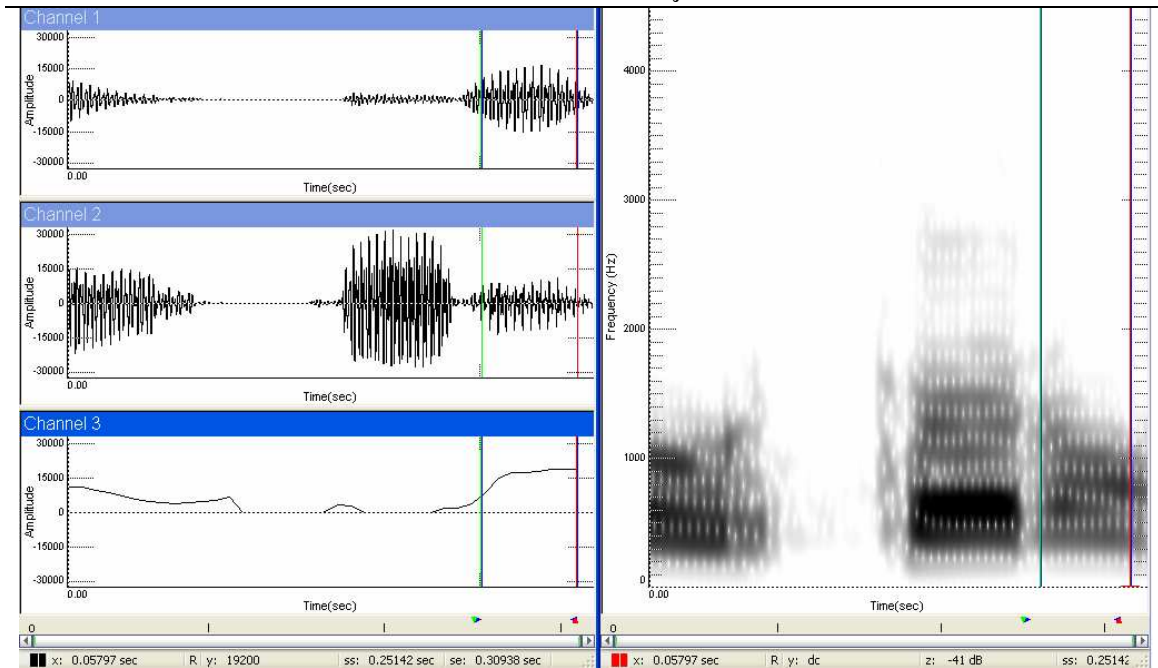 Channel 1
30000
15000
0
-15000
-30000
Amplitude
0.00
Time(sec)
Channel 2
30000
15000
0
-15000
-30000
Amplitude
0.00
Time(sec)
Channel 3
30000
15000
0
-15000
-30000
Amplitude
0.00
Time(sec)
0
x: 0.05797 sec R y: 19200 ss: 0.25142 sec se: 0.30938 sec
4000
3000
2000
1000
0
Frequency (Hz)
0.00
Time(sec)
0
x: 0.05797 sec R y: dc z: -41 dB ss: 0.25142